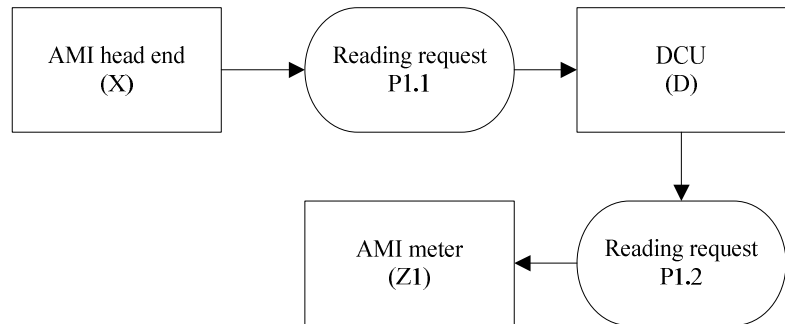 AMI head end
(X)
Reading request
P1.1
DCU
(D)
AMI meter
(Z1)
Reading request
P1.2